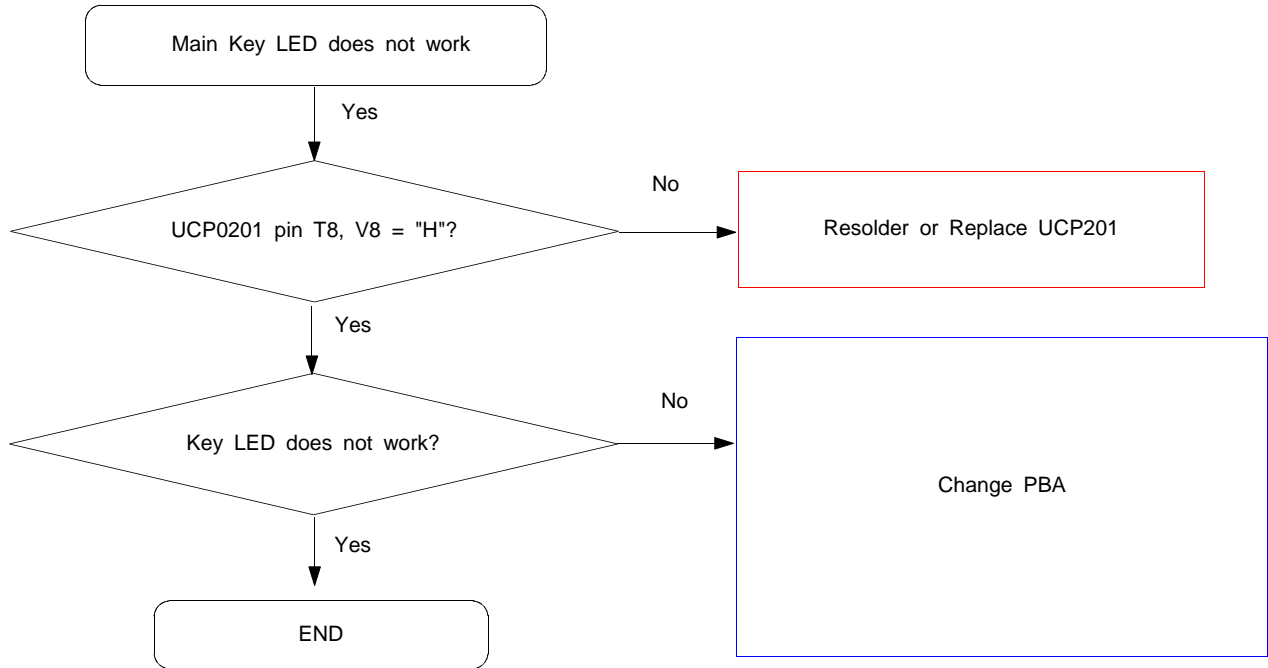 Main Key LED does not work
Yes
UCP0201 pin T8, V8 = "H"?
No
Resolder or Replace UCP201
Yes
Key LED does not work?
No
Change PBA
Yes
END